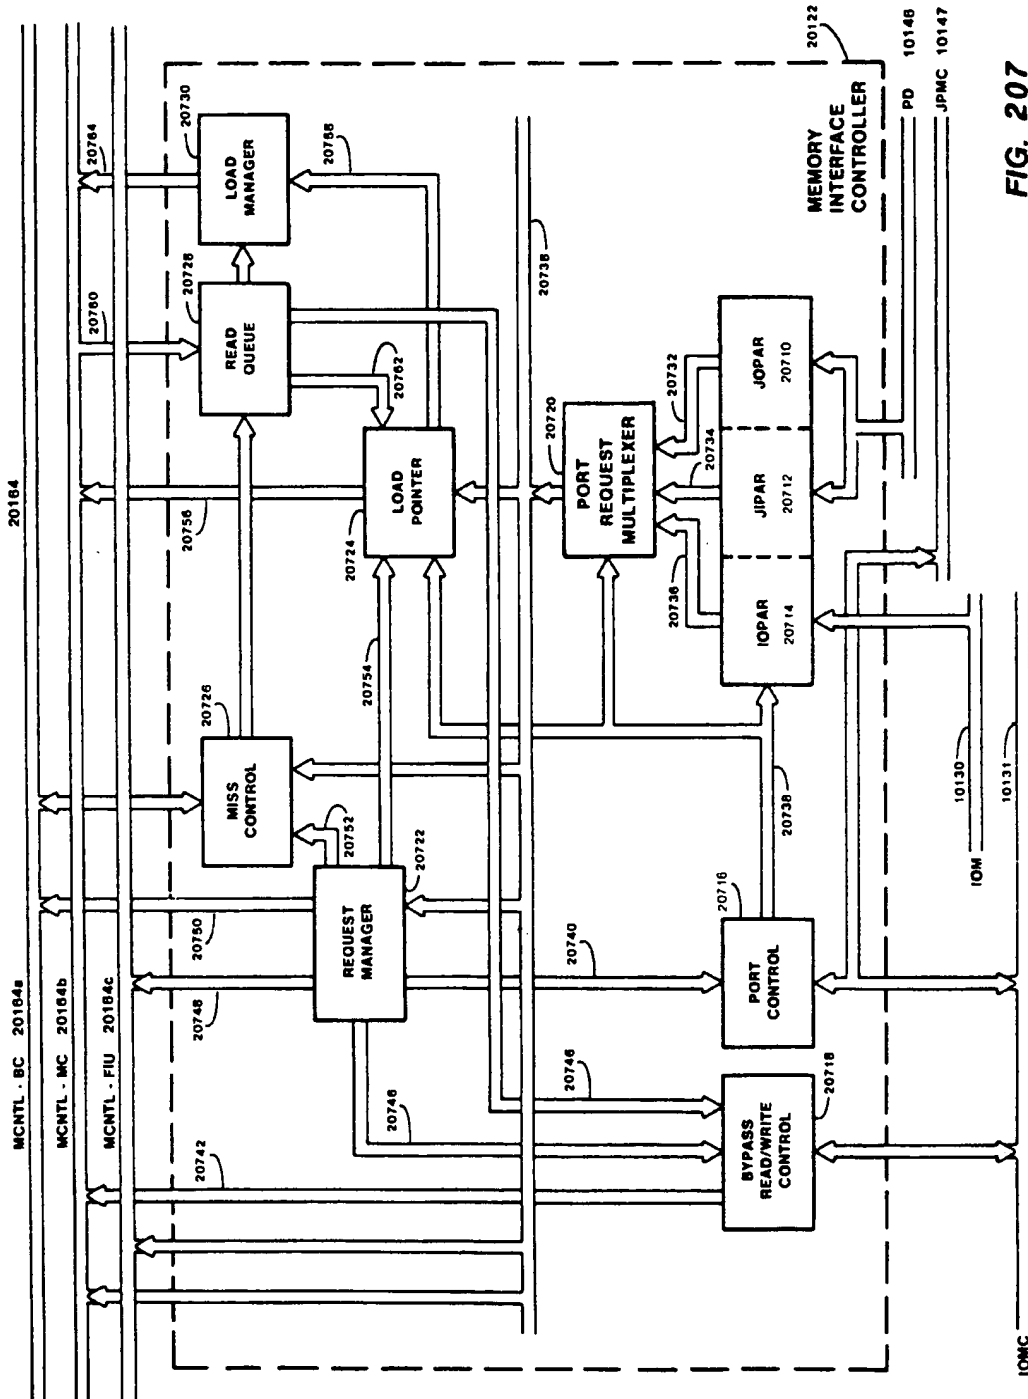 20164
MCNTL - BC 20164a
MCNTL - MC 20164b
MCNTL - FIU 20164c
20742
20748
20750
20756
20760
20764
MISS CONTROL
20726
READ QUEUE
20728
LOAD MANAGER
20730
20752
REQUEST MANAGER
20722
20754
LOAD POINTER
20724
20762
20768
20746
20740
20746
20738
BYPASS READ/WRITE CONTROL
20718
PORT CONTROL
20716
20738
PORT REQUEST MULTIPLEXER
20720
20736
20734
20732
IOPAR 20714
JIPAR 20712
JOPAR 20710
MEMORY INTERFACE CONTROLLER
20122
IOMC
10131
IOM
10130
PD 10146
JPMC 10147
FIG. 207